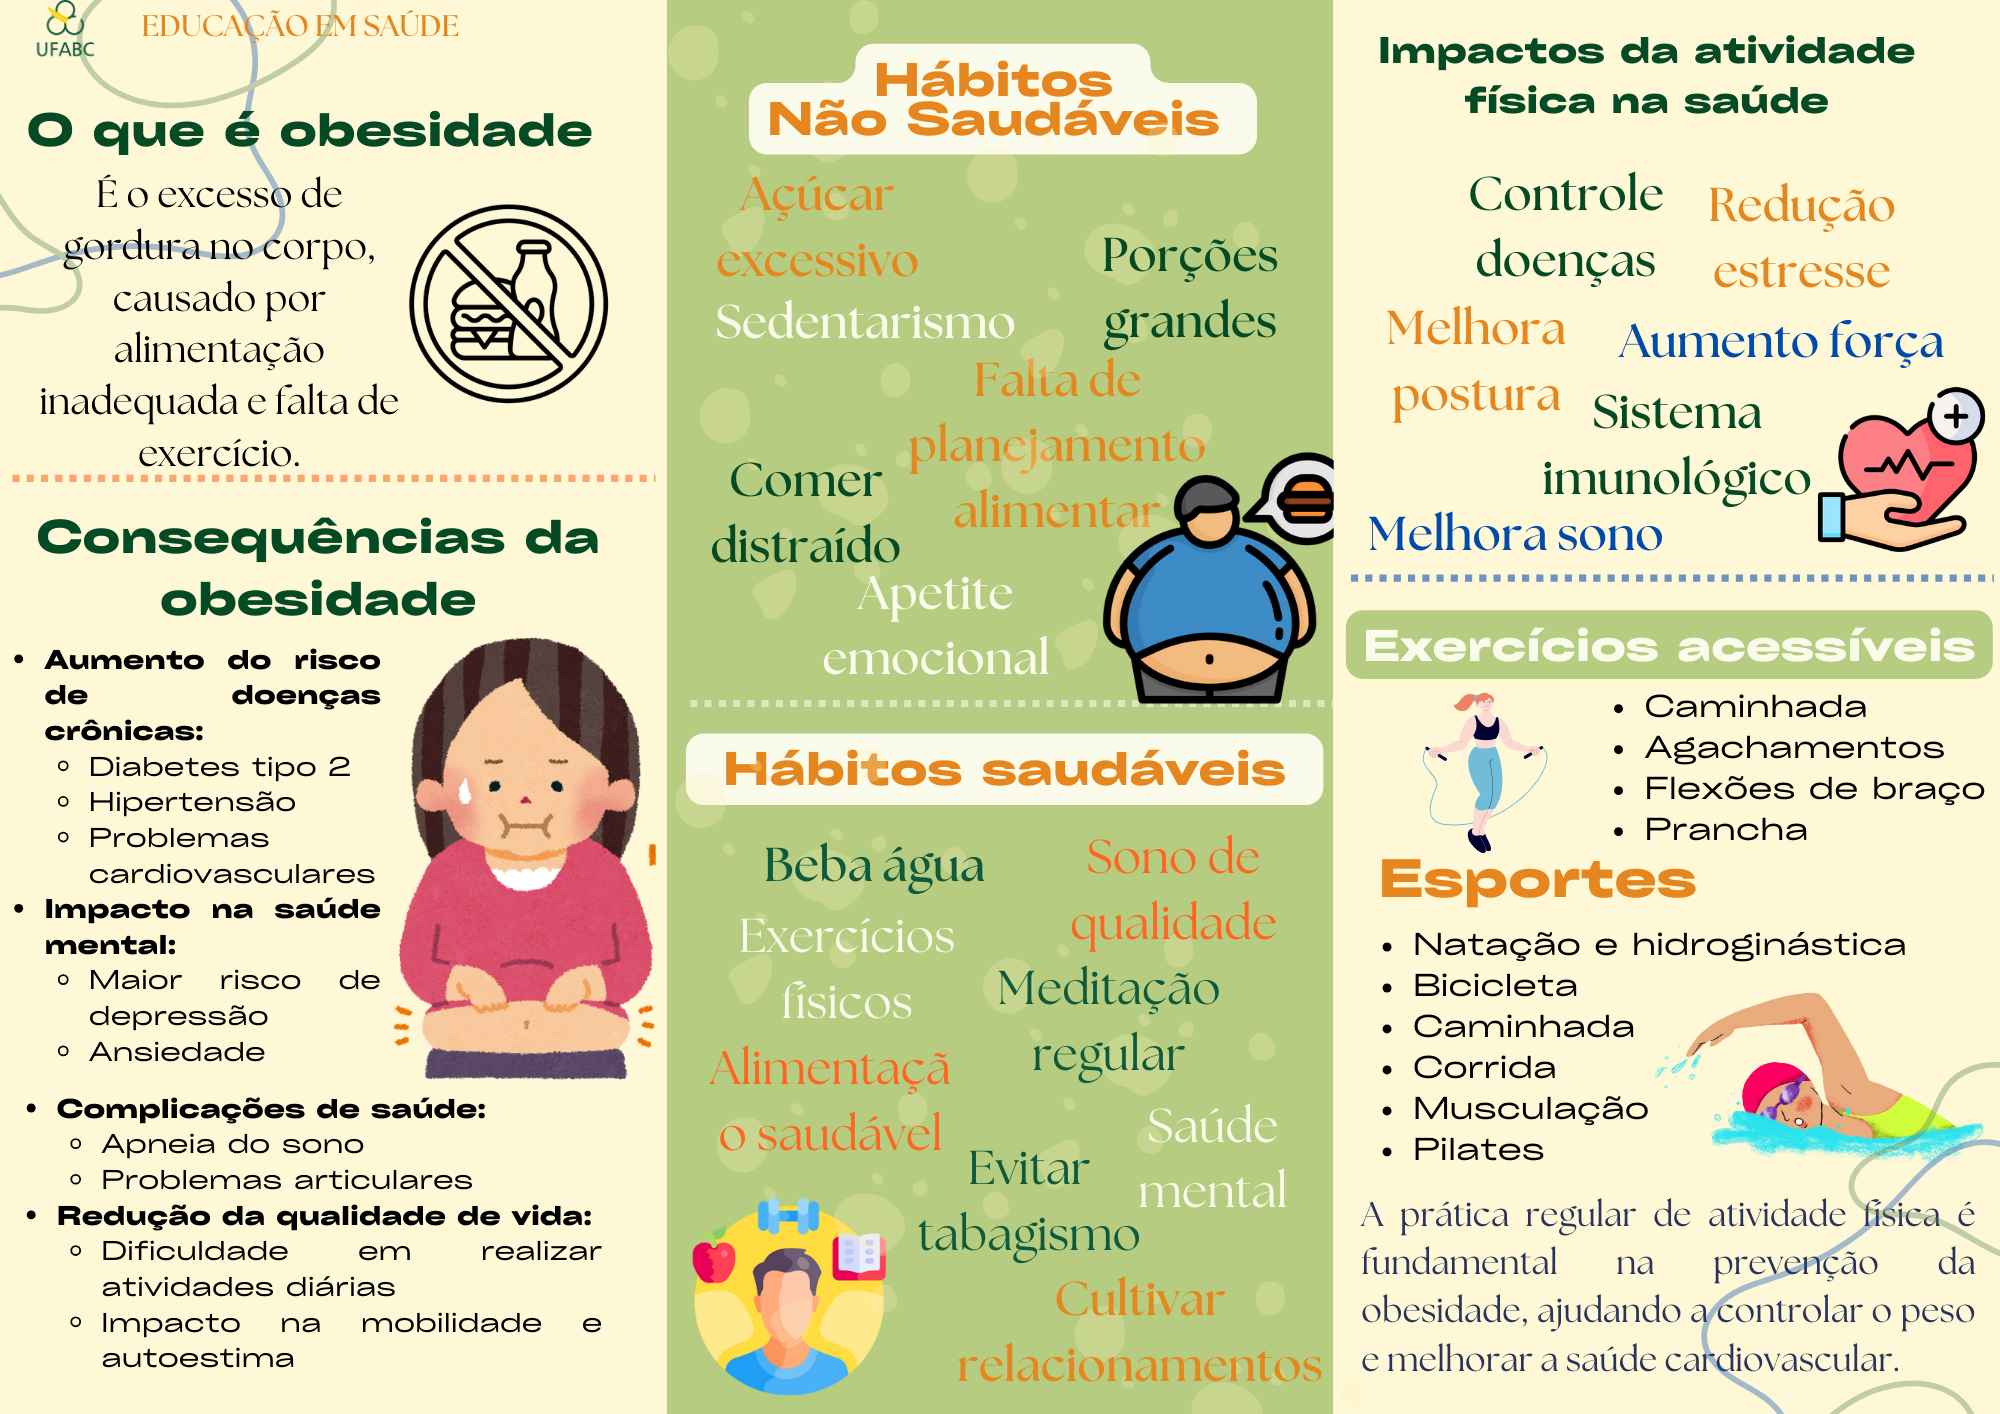 UFABC
EDUCAÇÃO EM SAÚDE
O que é obesidade
É o excesso de
gordura no corpo,
causado por
alimentação
inadequada e falta de
exercício.
Consequências da
obesidade
• Aumento do risco
de doenças
crônicas:
○ Diabetes tipo 2
○ Hipertensão
○ Problemas
cardiovasculares
• Impacto na saúde
mental:
○ Maior risco de
depressão
○ Ansiedade
• Complicações de saúde:
○ Apneia do sono
○ Problemas articulares
• Redução da qualidade de vida:
○ Dificuldade em realizar
atividades diárias
○ Impacto na mobilidade e
autoestima
Hábitos
Não Saudáveis
Açúcar
excessivo
Porções
grandes
Sedentarismo
Falta de
planejamento
alimentar
Comer
distraído
Apetite
emocional
Hábitos saudáveis
Beba água
Sono de
qualidade
Exercícios
físicos
Meditação
regular
Alimentaçã
o saudável
Saúde
mental
Evitar
tabagismo
Cultivar
relacionamentos
Impactos da atividade
física na saúde
Controle
doenças
Redução
estresse
Melhora
postura
Aumento força
Sistema
imunológico
Melhora sono
Exercícios acessíveis
• Caminhada
• Agachamentos
• Flexões de braço
• Prancha
Esportes
• Natação e hidroginástica
• Bicicleta
• Caminhada
• Corrida
• Musculação
• Pilates
A prática regular de atividade física é
fundamental na prevenção da
obesidade, ajudando a controlar o peso
e melhorar a saúde cardiovascular.